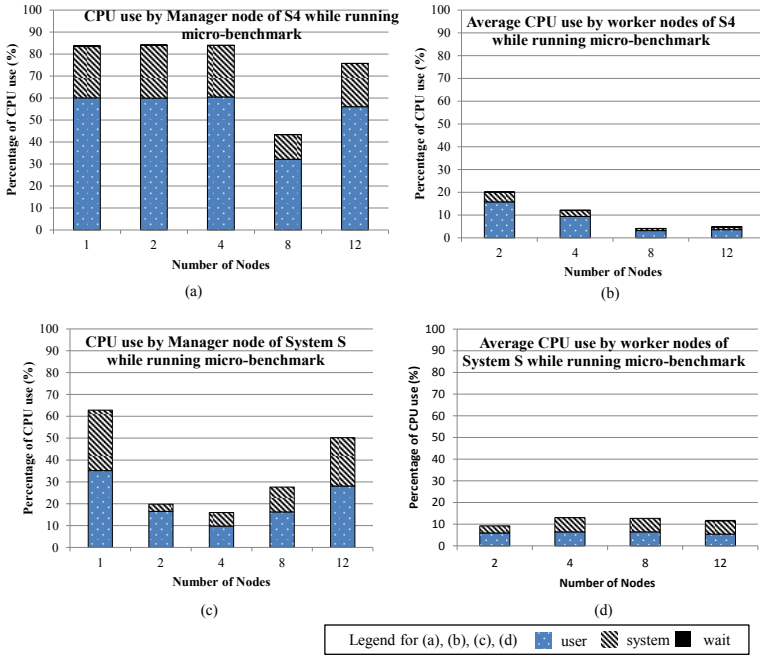 CPU use by Manager node of S4 while running
micro-benchmark
Percentage of CPU use (%)
100
90
80
70
60
50
40
30
20
10
0
1 2 4 8 12
Number of Nodes
(a)
Average CPU use by worker nodes of S4
while running micro-benchmark
Percentage of CPU use (%)
100
90
80
70
60
50
40
30
20
10
0
2 4 8 12
Number of Nodes
(b)
CPU use by Manager node of System S
while running micro-benchmark
Percentage of CPU use (%)
100
90
80
70
60
50
40
30
20
10
0
1 2 4 8 12
Number of Nodes
(c)
Average CPU use by worker nodes of
System S while running micro-benchmark
Percentage of CPU use (%)
100
90
80
70
60
50
40
30
20
10
0
2 4 8 12
Number of Nodes
(d)
Legend for (a), (b), (c), (d) user system wait